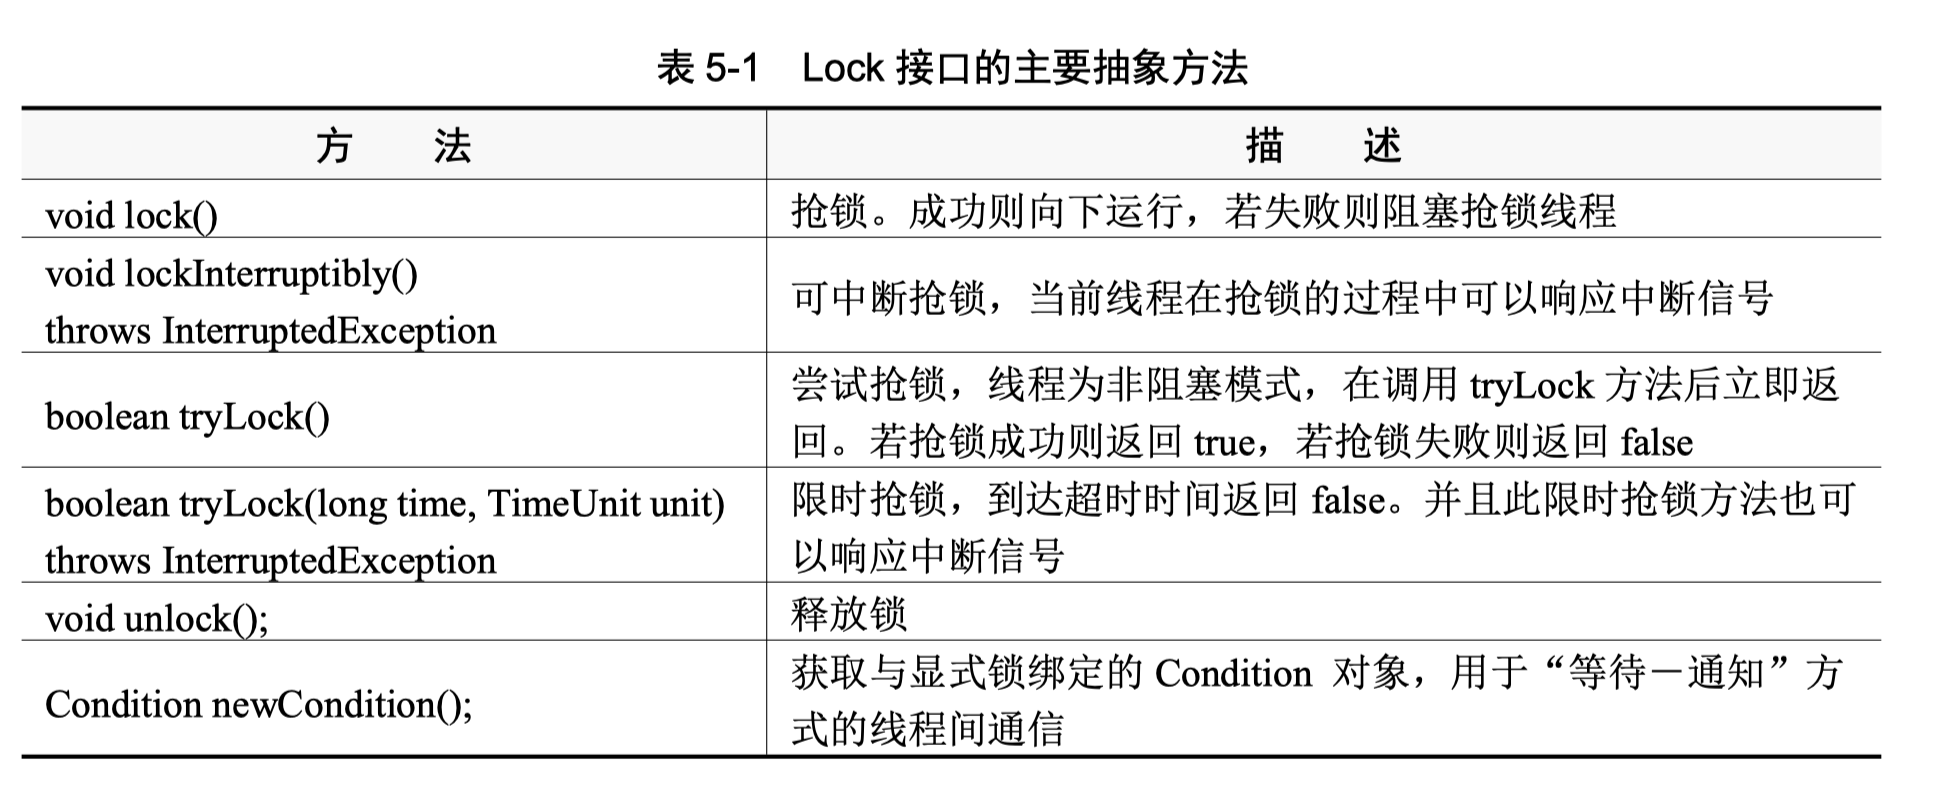 表 5-1 Lock 接口的主要抽象方法
方 法
描 述
void lock()
抢锁。成功则向下运行，若失败则阻塞抢锁线程
void lockInterruptibly()
throws InterruptedException
可中断抢锁，当前线程在抢锁的过程中可以响应中断信号
boolean tryLock()
尝试抢锁，线程为非阻塞模式，在调用 tryLock 方法后立即返
回。若抢锁成功则返回 true，若抢锁失败则返回 false
boolean tryLock(long time, TimeUnit unit)
throws InterruptedException
限时抢锁，到达超时时间返回 false。并且此限时抢锁方法也可
以响应中断信号
void unlock();
释放锁
Condition newCondition();
获取与显式锁绑定的 Condition 对象，用于“等待－通知”方
式的线程间通信